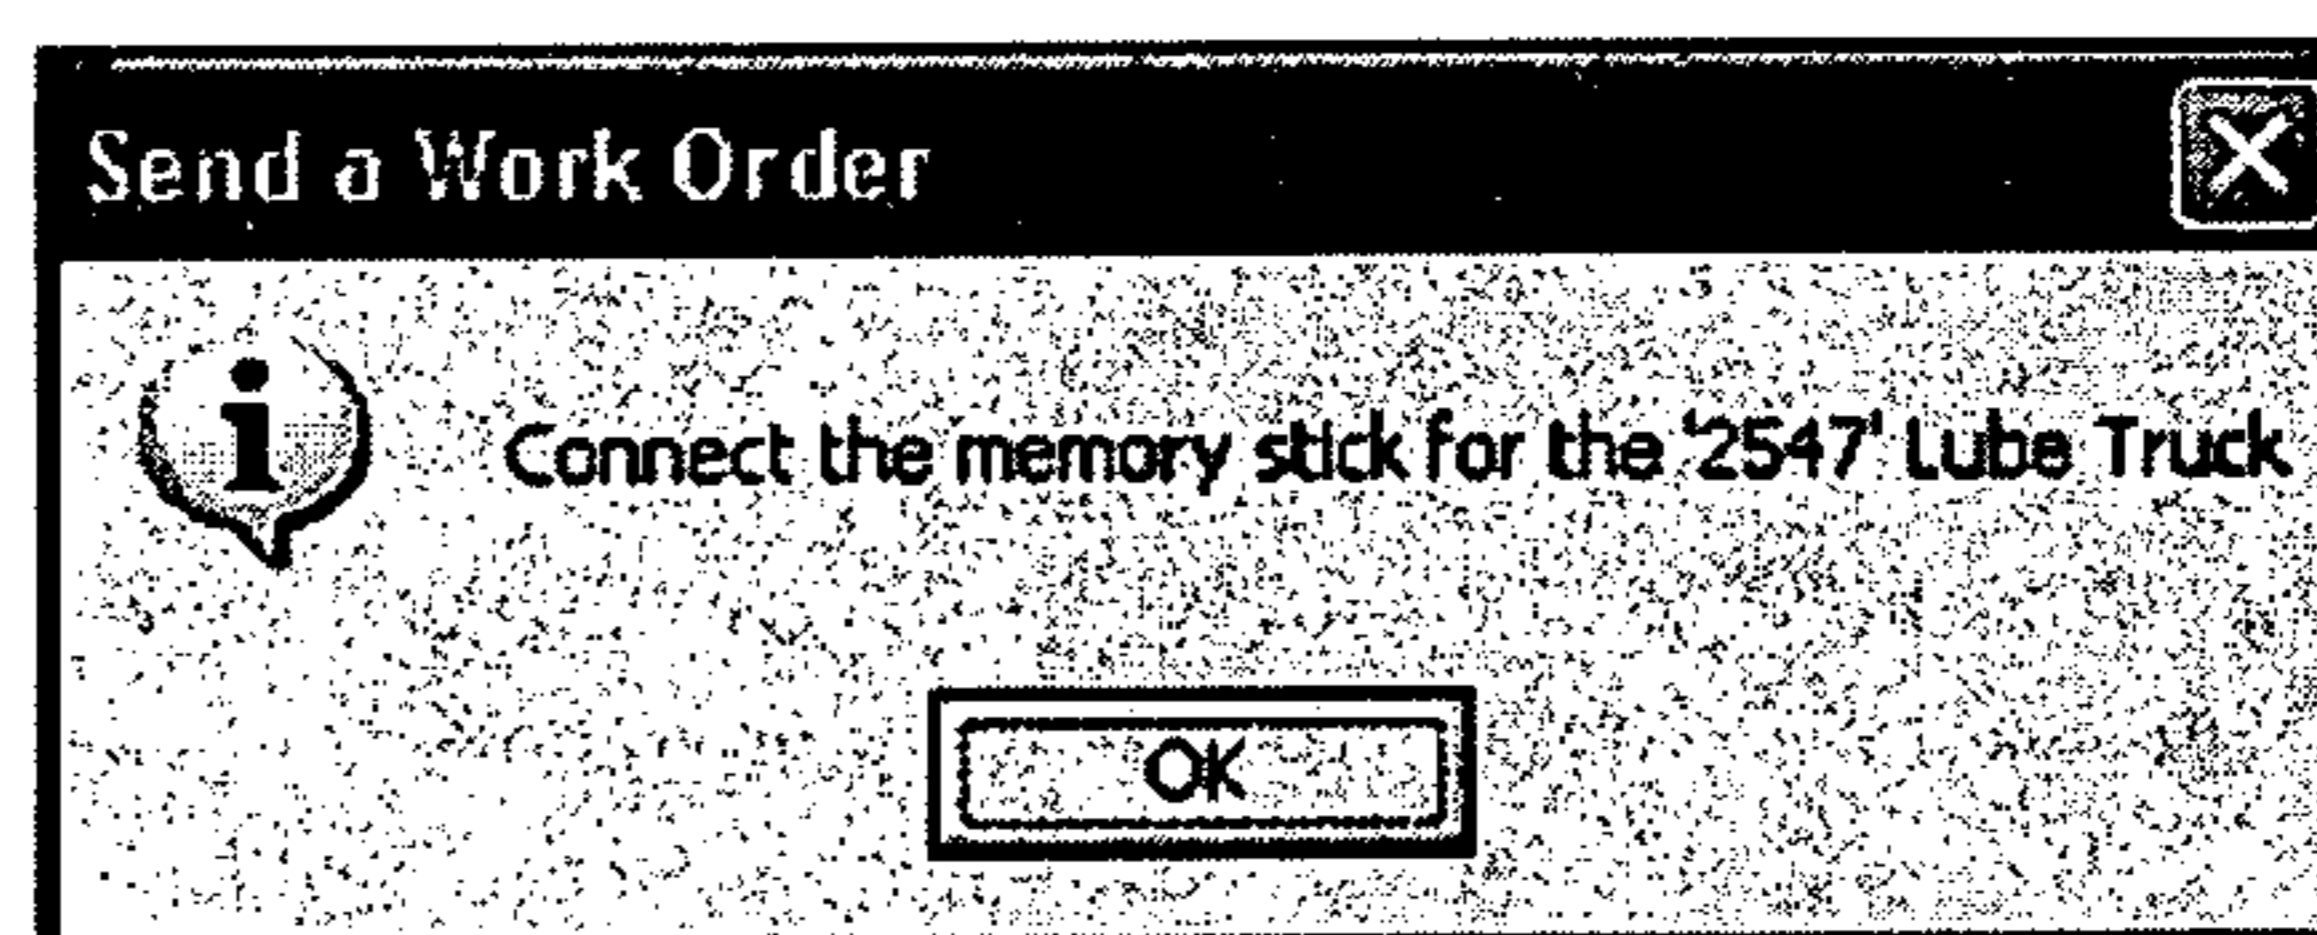 Send a Work Order
Connect the memory stick for the '2547' Lube Truck
OK